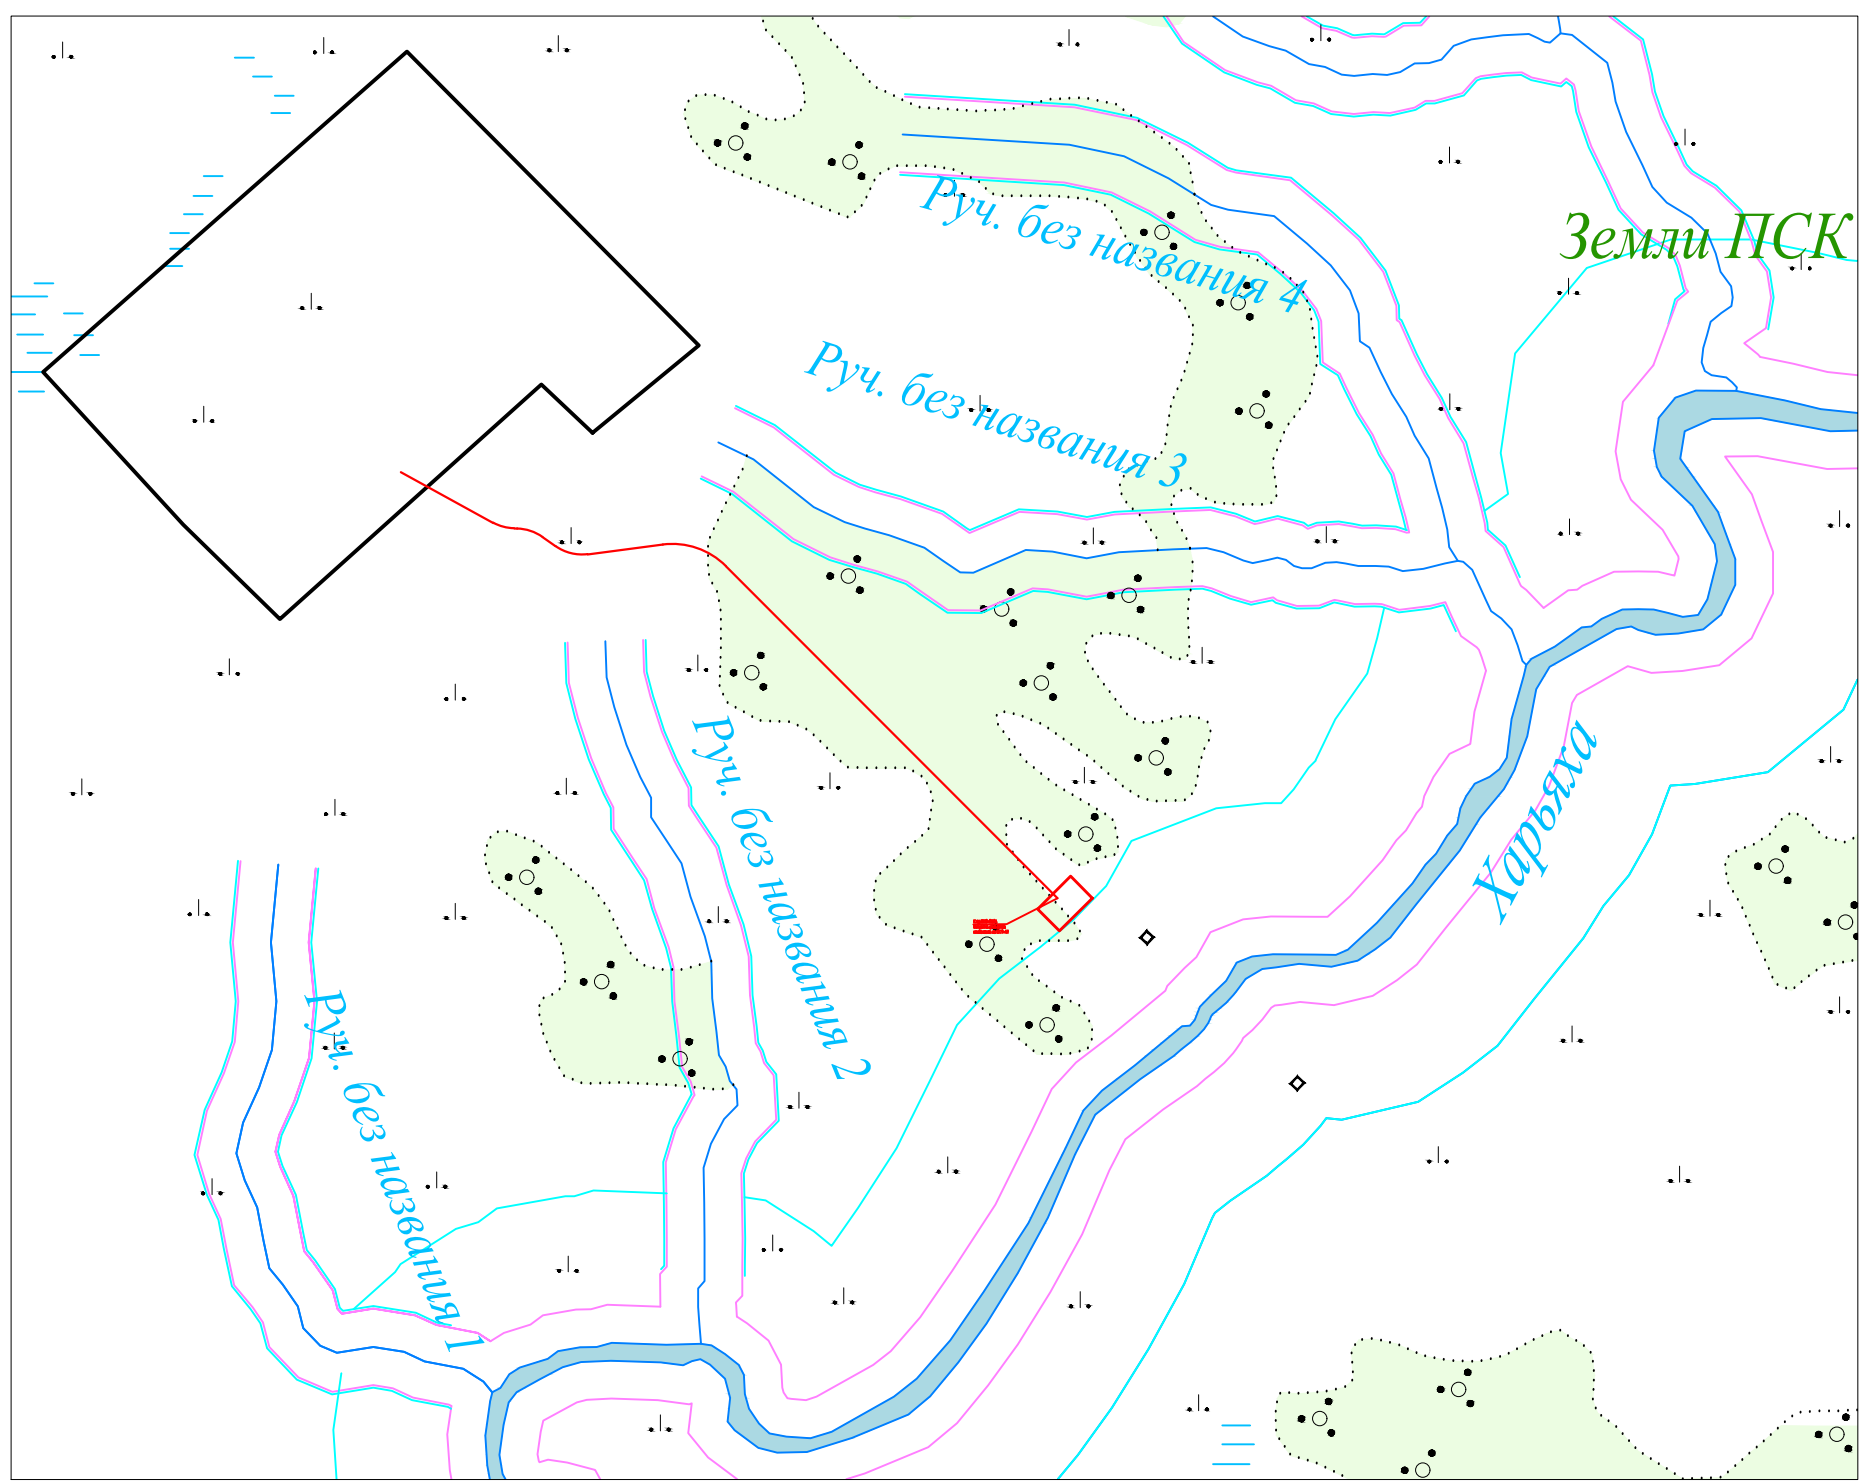 Руч. без названия 4
Земли ПСК
Руч. без названия 3
Руч. без названия 2
Харьяха
Руч. без названия 1